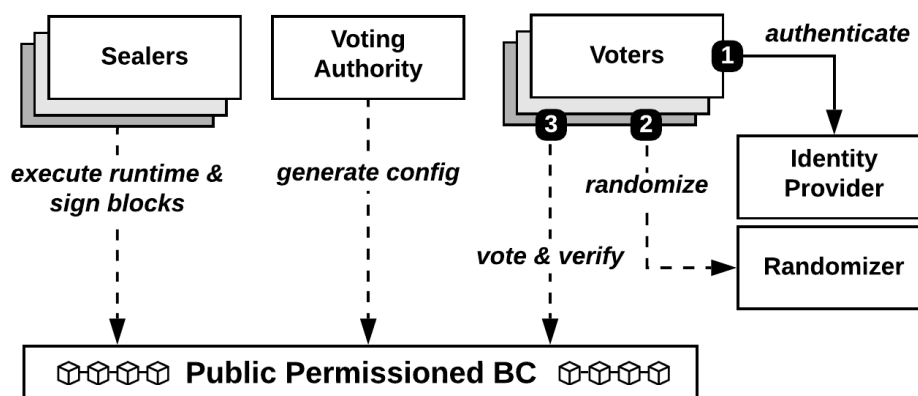 Sealers
Voting
Authority
Voters
1
authenticate
3
2
execute runtime &
sign blocks
generate config
randomize
Identity
Provider
vote & verify
Randomizer
Public Permissioned BC